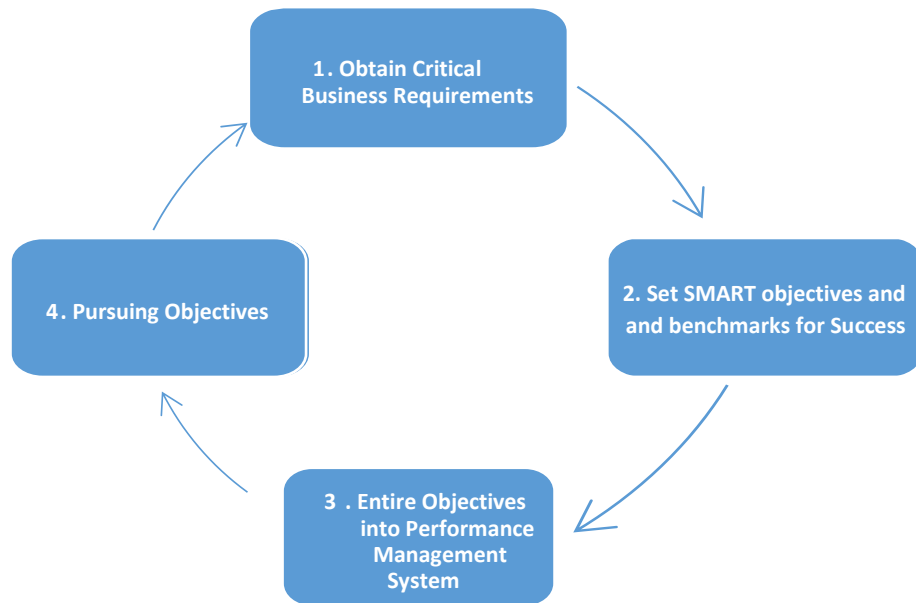 1. Obtain Critical
Business Requirements
2. Set SMART objectives and
and benchmarks for Success
3 . Entire Objectives
into Performance
Management
System
4. Pursuing Objectives